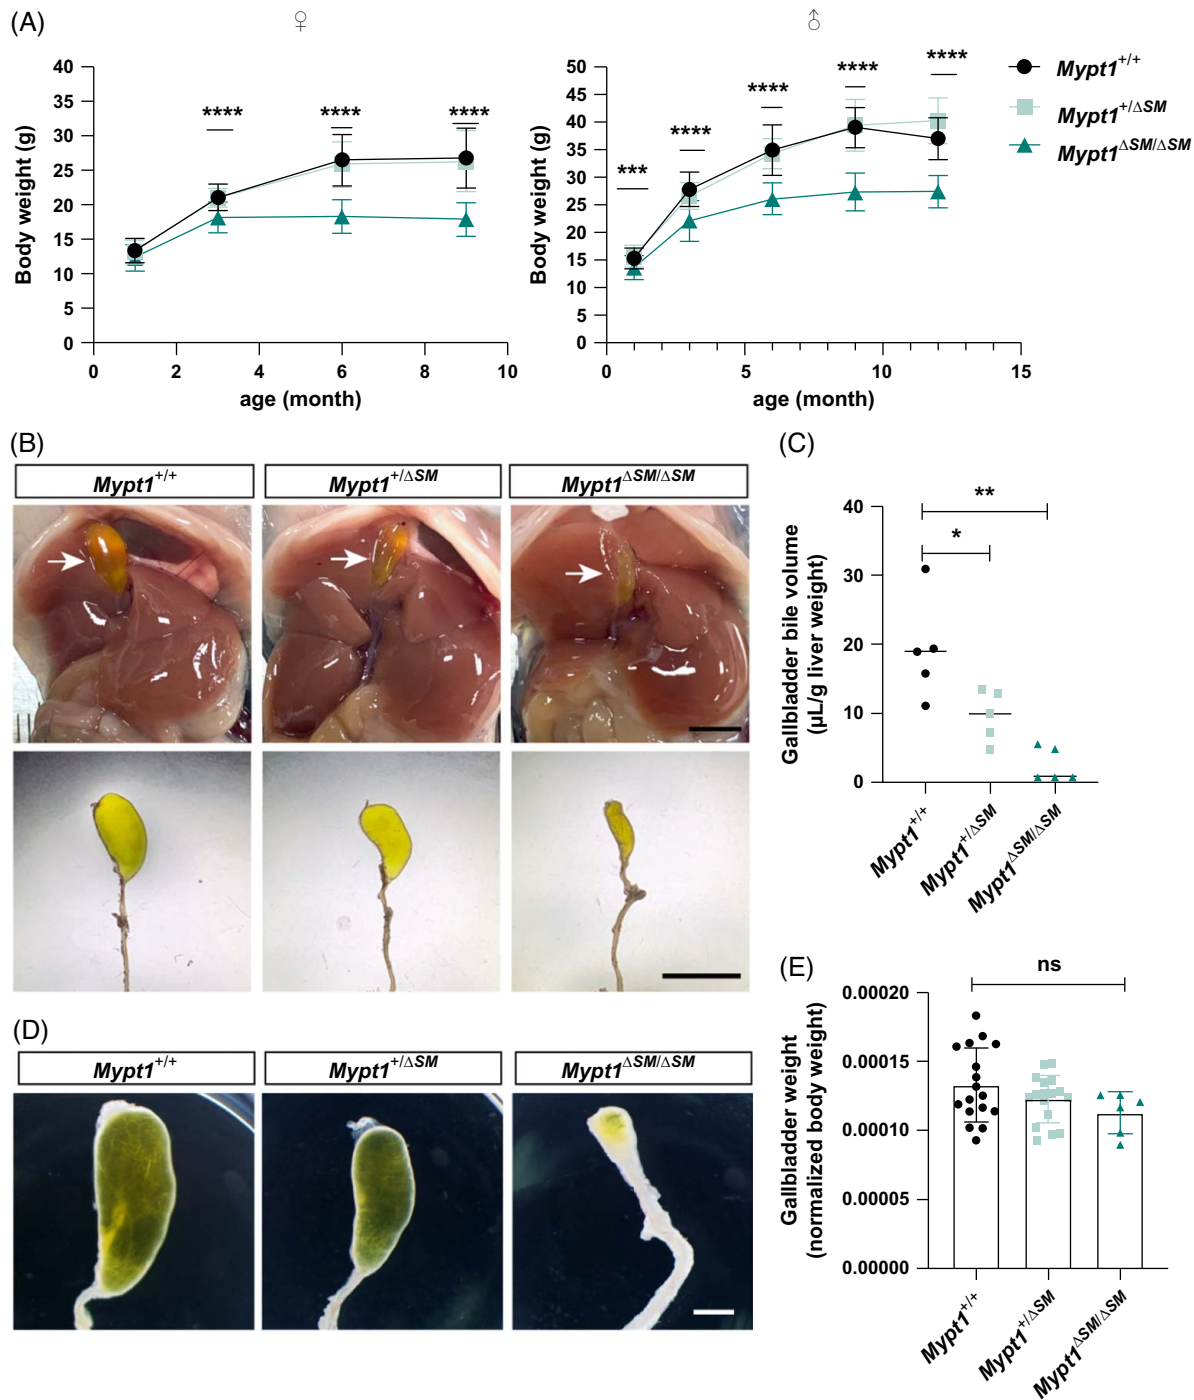 (A)
♀
♂
Body weight (g)
40
35
30
25
20
15
10
5
0
0 2 4 6 8 10
age (month)
**** **** ****
Body weight (g)
50
45
40
35
30
25
20
15
10
5
0
0 5 10 15
age (month)
*** **** **** **** ****
Mypt1+/+
Mypt1+/ΔSM
Mypt1ΔSM/ΔSM
(B)
Mypt1+/+
Mypt1+/ΔSM
Mypt1ΔSM/ΔSM
(C)
Gallbladder bile volume
(µL/g liver weight)
40
30
20
10
0
**
*
Mypt1+/+
Mypt1+/ΔSM
Mypt1ΔSM/ΔSM
(D)
Mypt1+/+
Mypt1+/ΔSM
Mypt1ΔSM/ΔSM
(E)
ns
Gallbladder weight
(normalized body weight)
0.00020
0.00015
0.00010
0.00005
0.00000
Mypt1+/+
Mypt1+/ΔSM
Mypt1ΔSM/ΔSM